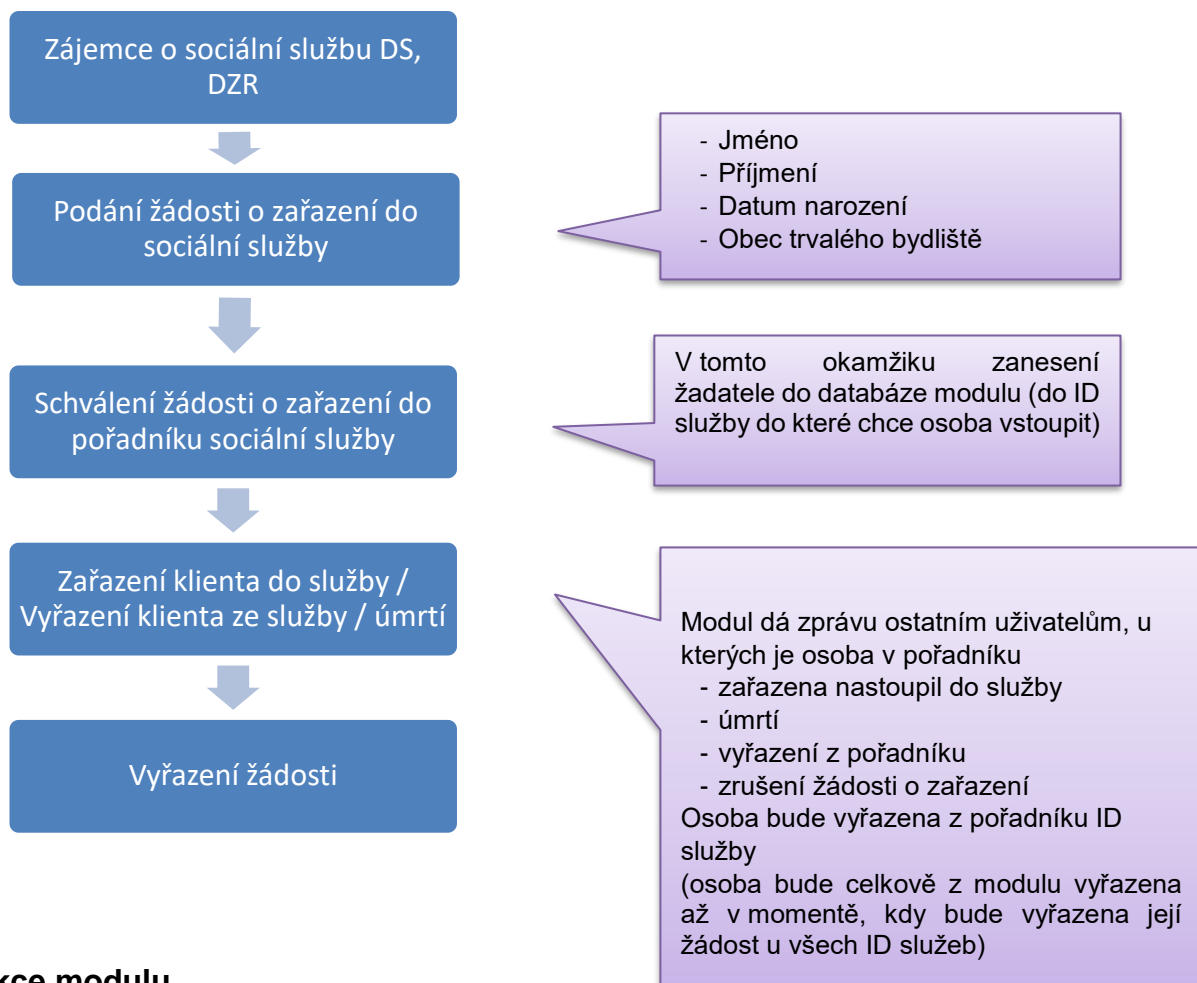 Zájemce o sociální službu DS,
DZR
- Jméno
- Příjmení
- Datum narození
- Obec trvalého bydliště
Podání žádosti o zařazení do
sociální služby
V tomto okamžiku zanesení
žadatele do databáze modulu (do ID
služby do které chce osoba vstoupit)
Schválení žádosti o zařazení do
pořadníku sociální služby
Zařazení klienta do služby /
Vyřazení klienta ze služby / úmrtí
Modul dá zprávu ostatním uživatelům, u
kterých je osoba v pořadníku
- zařazena nastoupil do služby
- úmrtí
- vyřazení z pořadníku
- zrušení žádosti o zařazení
Osoba bude vyřazena z pořadníku ID
služby
(osoba bude celkově z modulu vyřazena
až v momentě, kdy bude vyřazena její
žádost u všech ID služeb)
Vyřazení žádosti
kce modulu